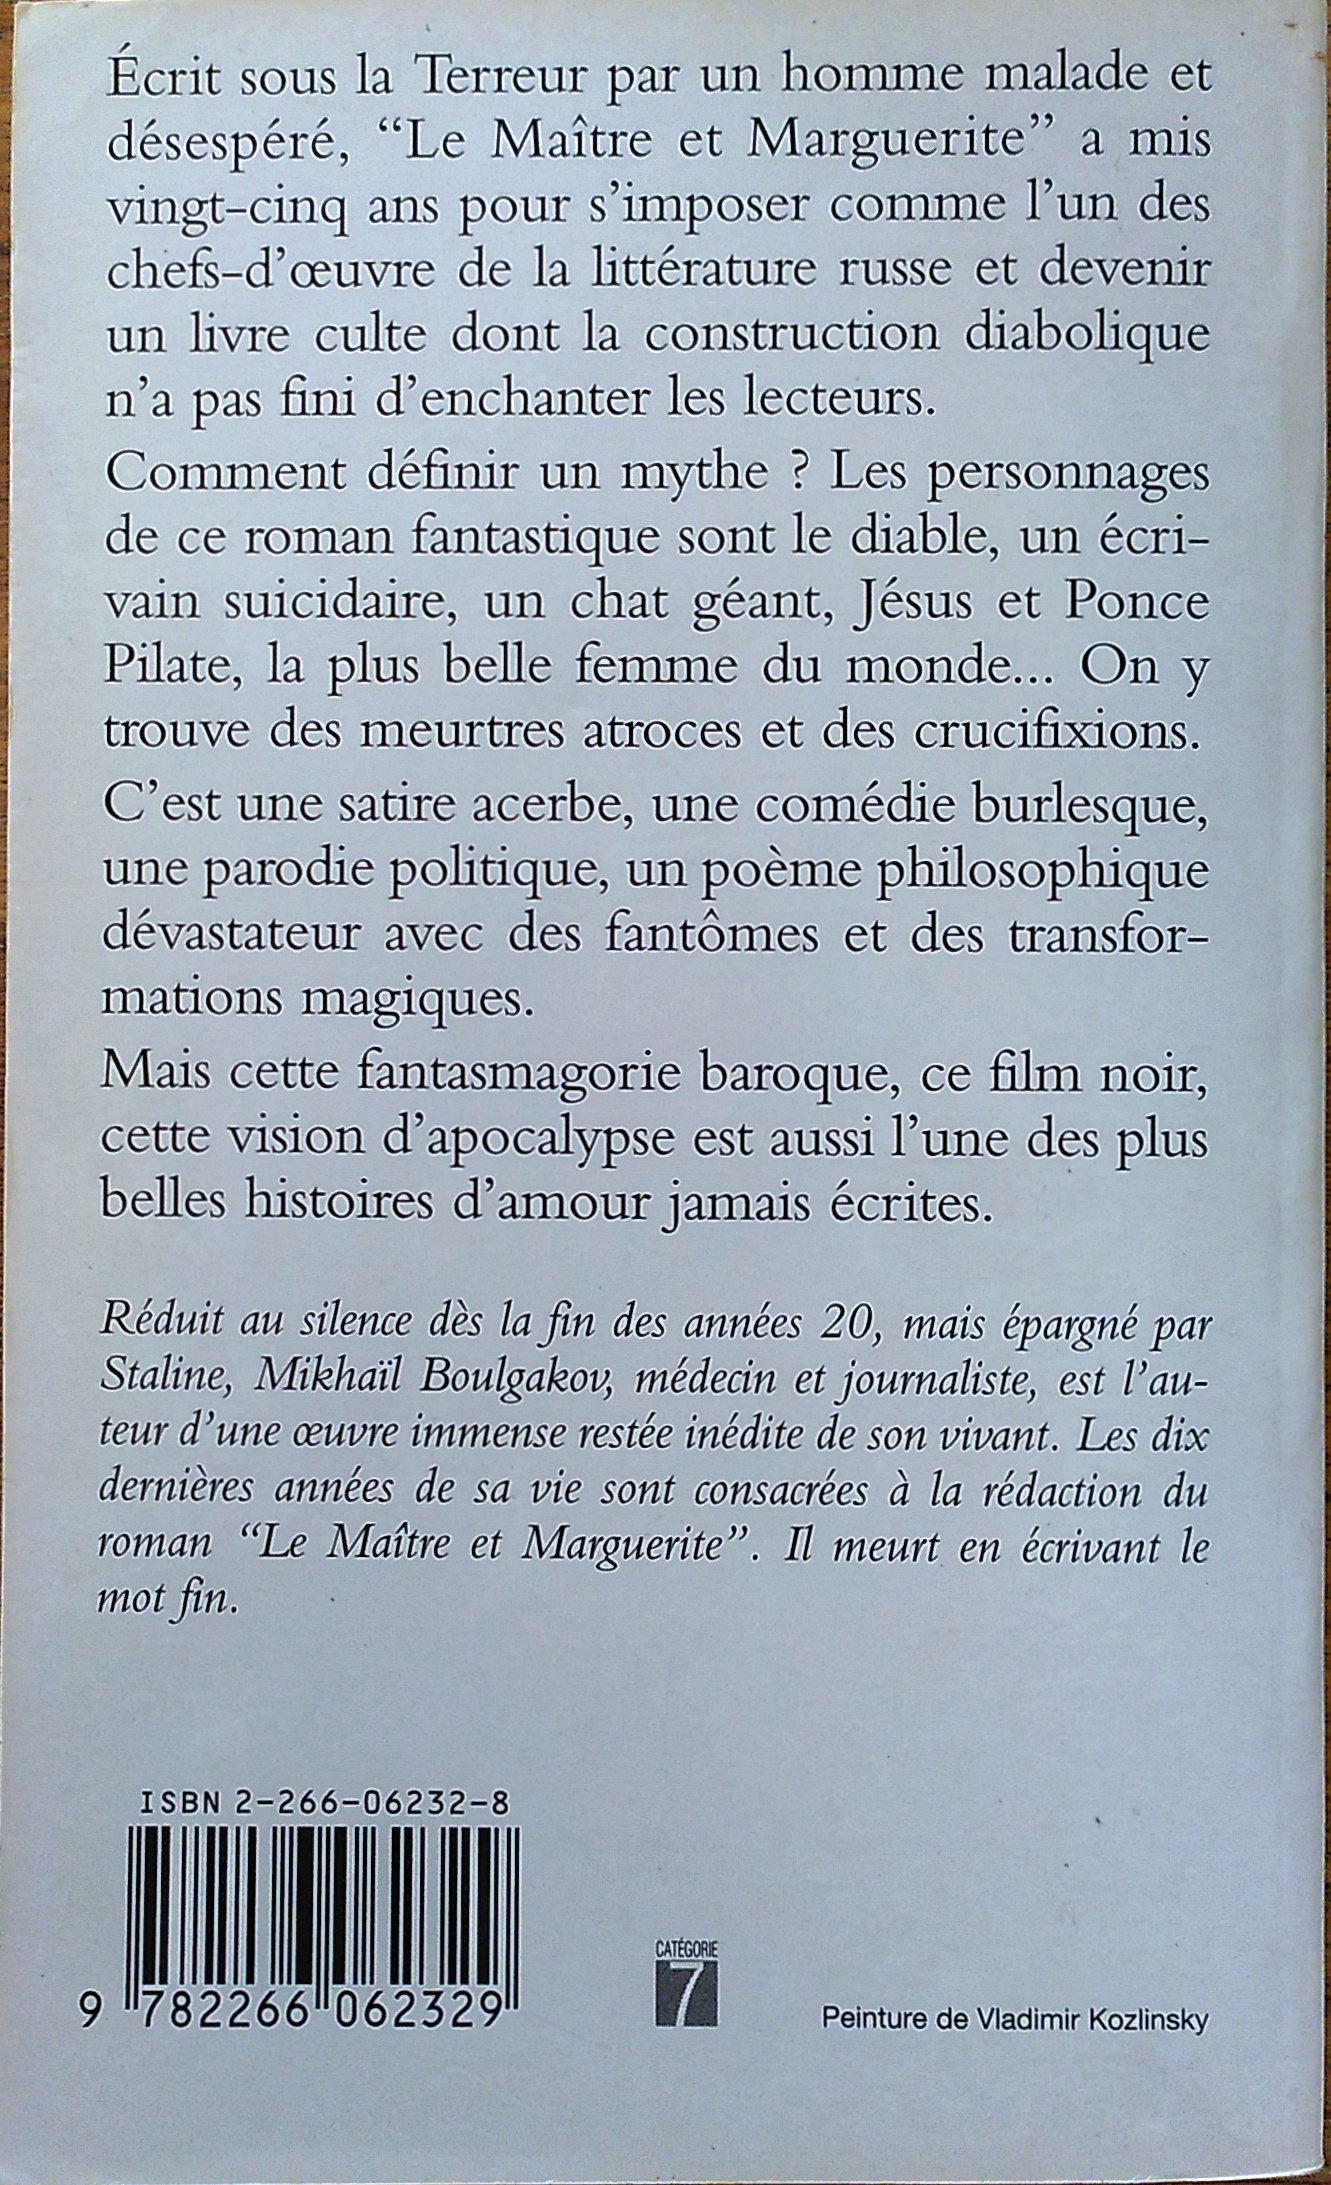 Écrit sous la Terreur par un homme malade et
désespéré, “Le Maître et Marguerite” a mis
vingt-cinq ans pour s’imposer comme l’un des
chefs-d’œuvre de la littérature russe et devenir
un livre culte dont la construction diabolique
n’a pas fini d’enchanter les lecteurs.
Comment définir un mythe ? Les personnages
de ce roman fantastique sont le diable, un écri-
vain suicidaire, un chat géant, Jésus et Ponce
Pilate, la plus belle femme du monde... On y
trouve des meurtres atroces et des crucifixions.
C’est une satire acerbe, une comédie burlesque,
une parodie politique, un poème philosophique
dévastateur avec des fantômes et des transfor-
mations magiques.
Mais cette fantasmagorie baroque, ce film noir,
cette vision d’apocalypse est aussi l’une des plus
belles histoires d’amour jamais écrites.
Réduit au silence dès la fin des années 20, mais épargné par
Staline, Mikhaïl Boulgakov, médecin et journaliste, est l’au-
teur d’une œuvre immense restée inédite de son vivant. Les dix
dernières années de sa vie sont consacrées à la rédaction du
roman “Le Maître et Marguerite”. Il meurt en écrivant le
mot fin.
ISBN 2-266-06232-8
9 782266 062329
CATÉGORIE
7
Peinture de Vladimir Kozlinsky